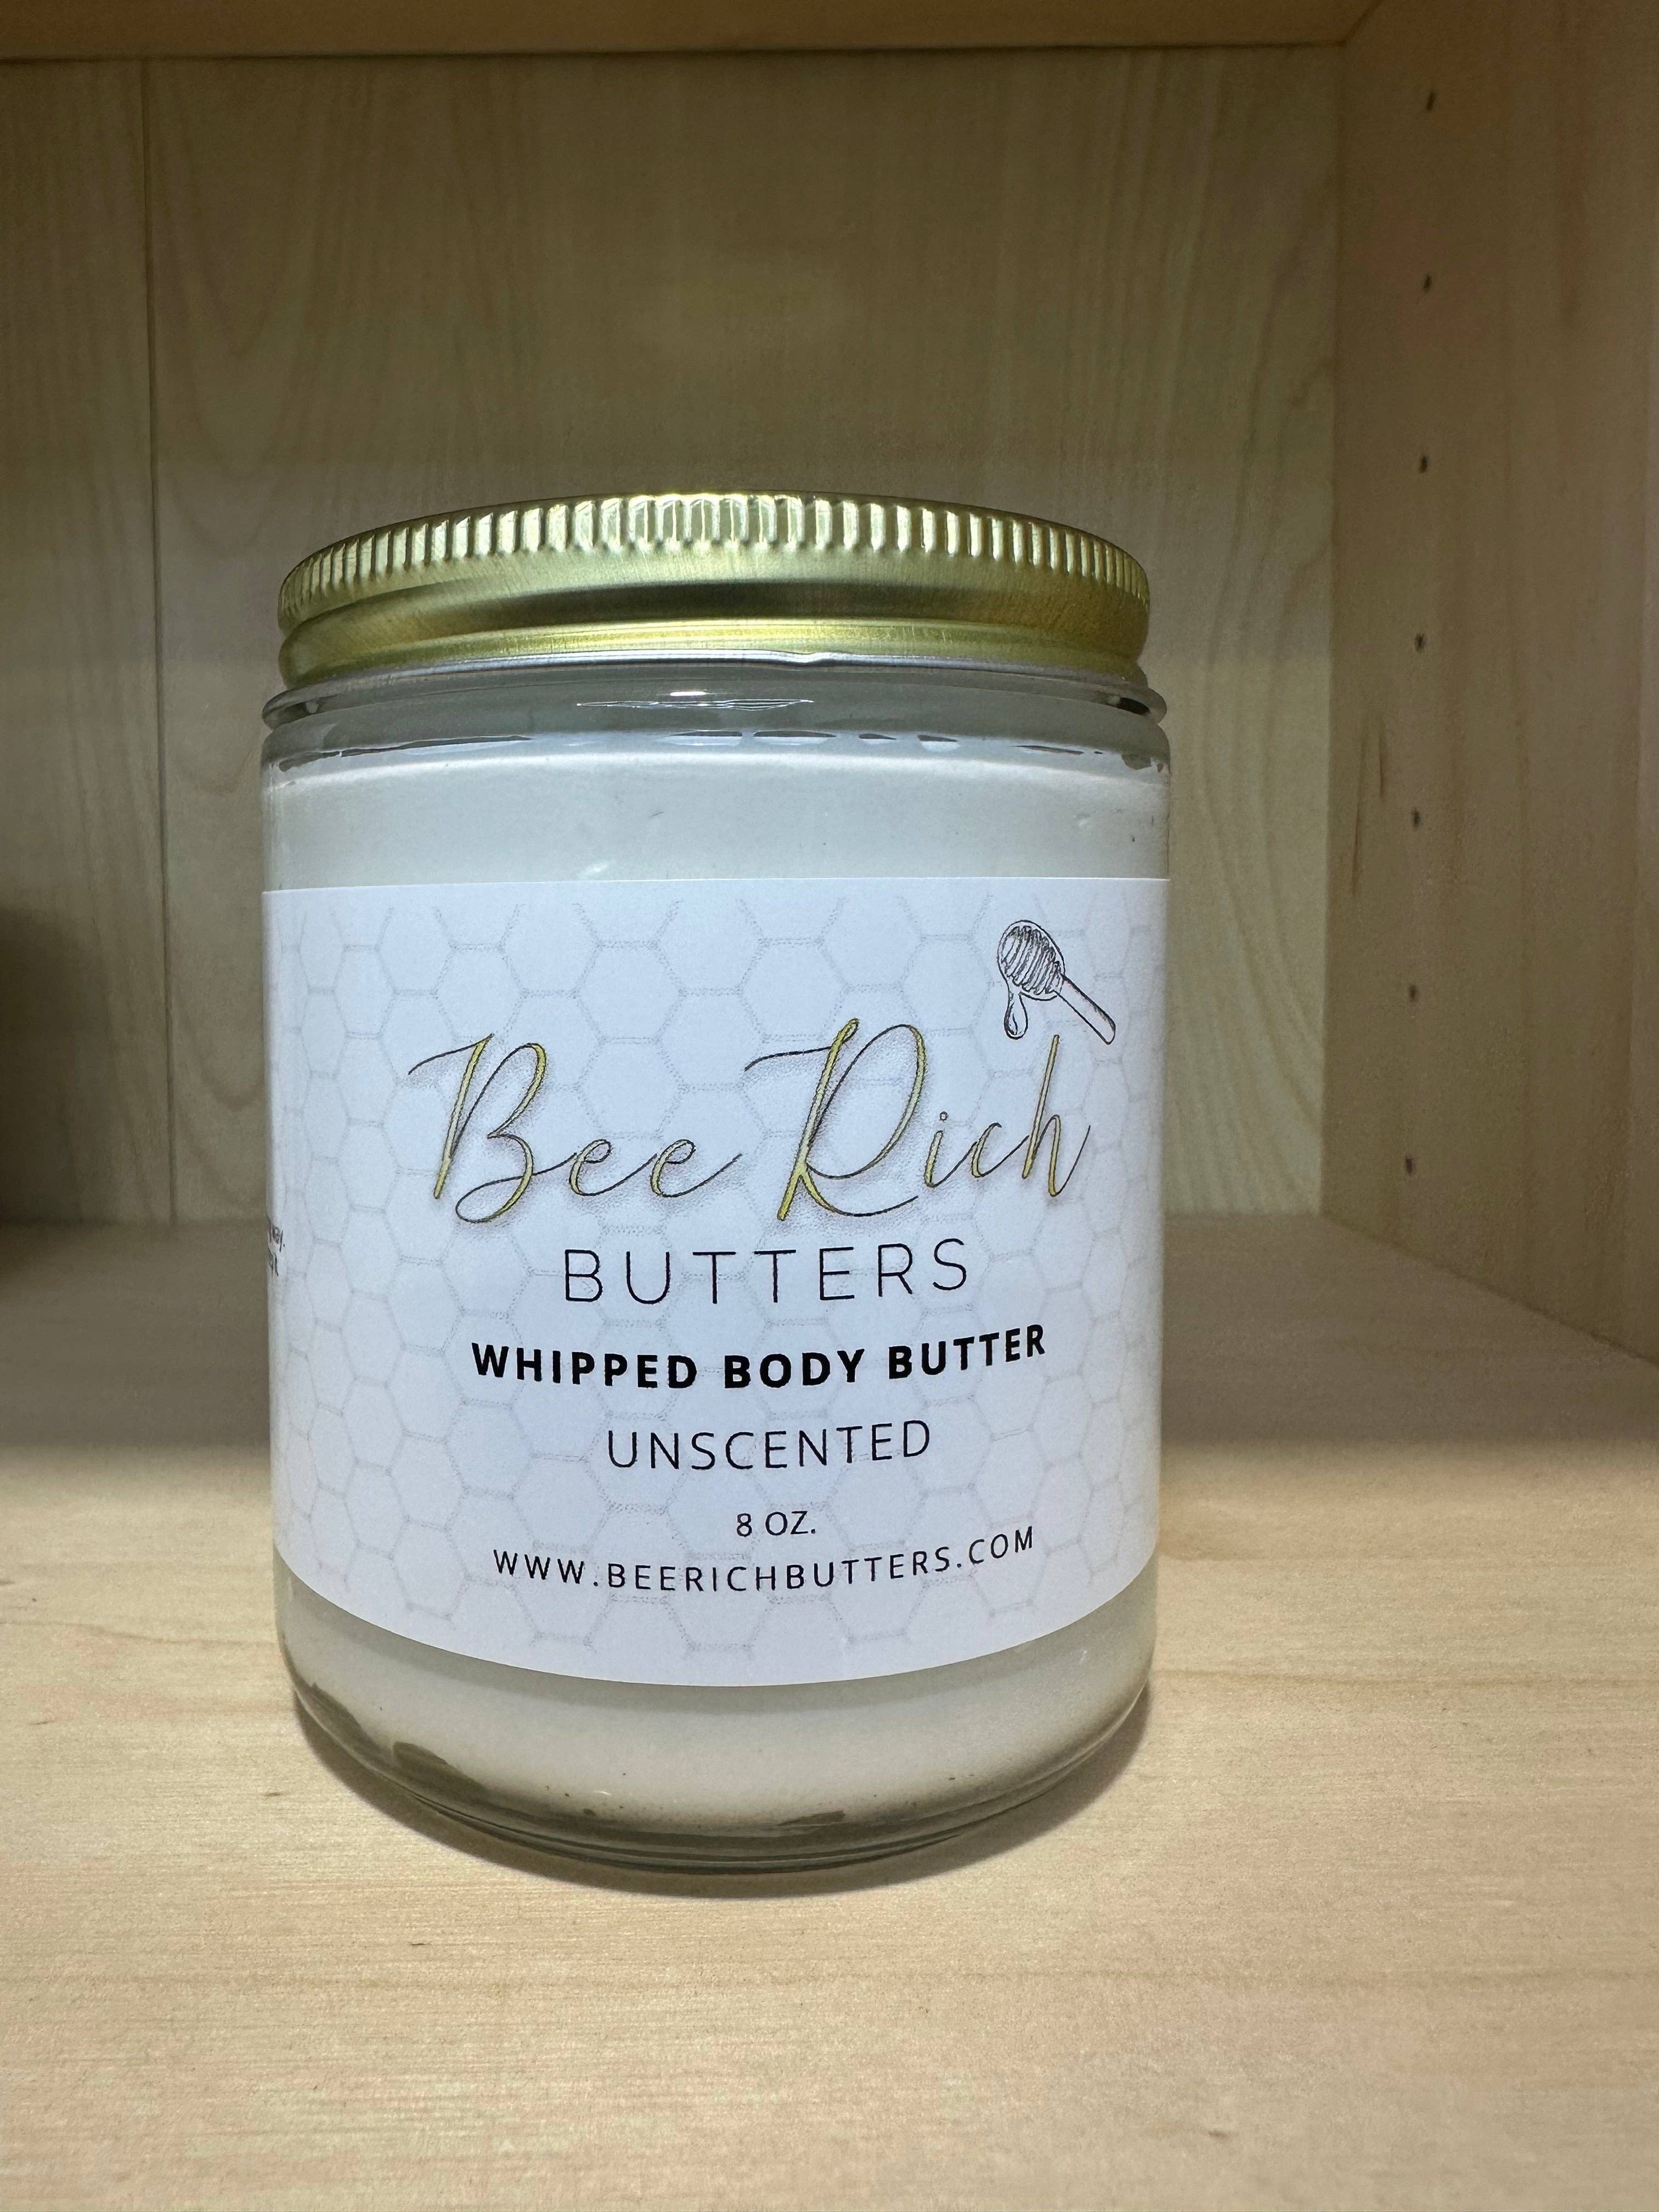 Bee Rich
BUTTERS
WHIPPED BODY BUTTER
UNSCENTED
8 OZ.
WWW.BEERICHBUTTERS.COM